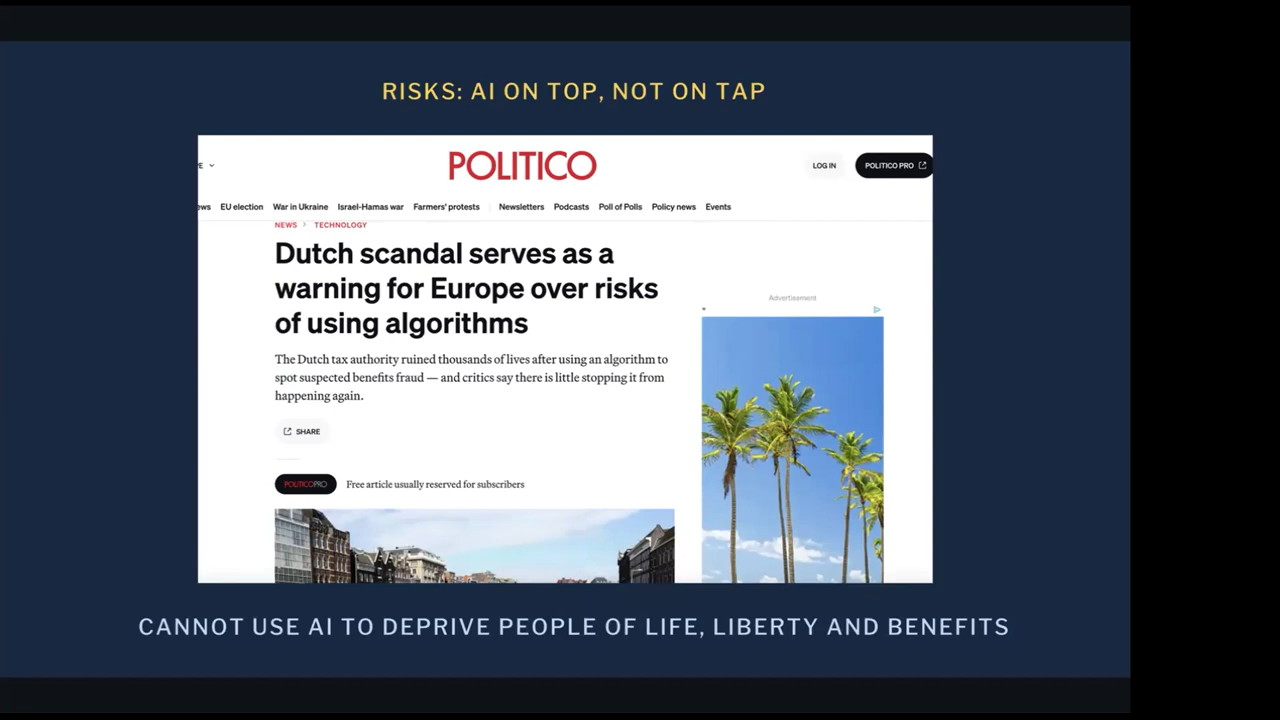 RISKS: AI ON TOP, NOT ON TAP
POLITICO
LOG IN
POLITICO PRO
EU election War in Ukraine Israel-Hamas war Farmers' protests Newsletters Podcasts Poll of Polls Policy news Events
NEWS > TECHNOLOGY
Dutch scandal serves as a
warning for Europe over risks
of using algorithms
The Dutch tax authority ruined thousands of lives after using an algorithm to
spot suspected benefits fraud — and critics say there is little stopping it from
happening again.
Advertisement
SHARE
POLITICOPRO Free article usually reserved for subscribers
CANNOT USE AI TO DEPRIVE PEOPLE OF LIFE, LIBERTY AND BENEFITS